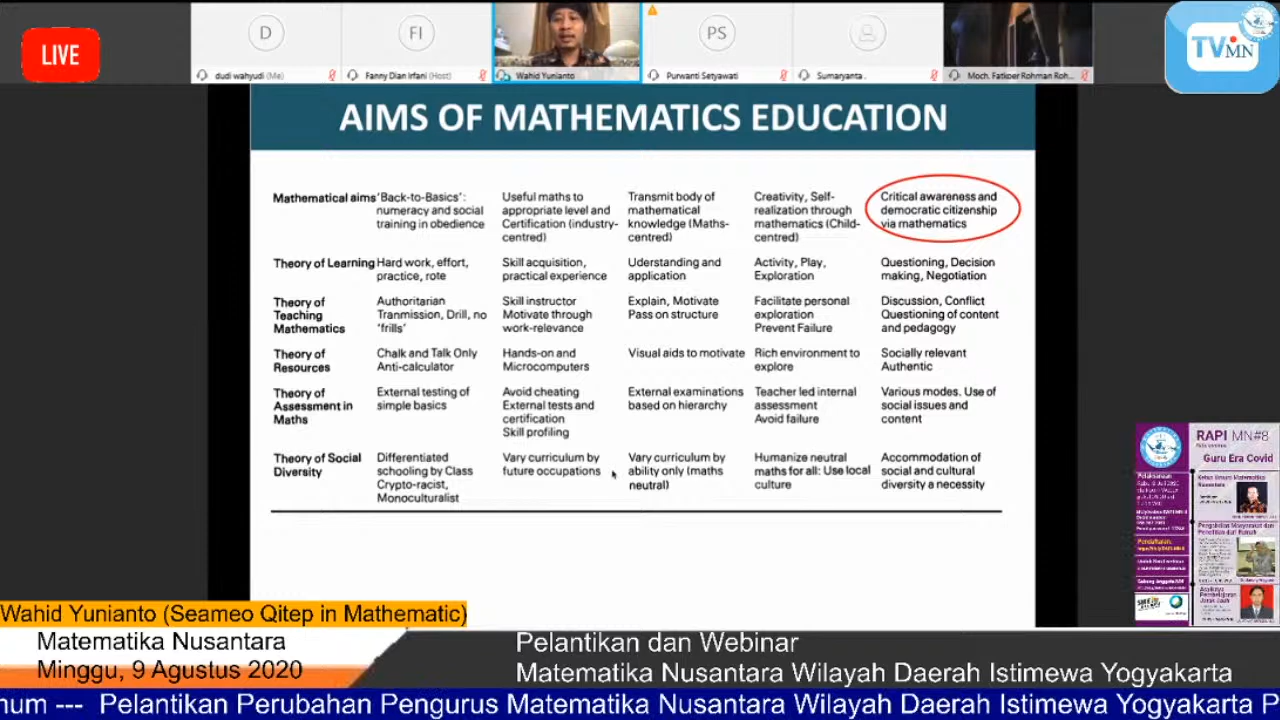 LIVE
D
dudi wahyudi (Me)
FI
Fanny Dian Irfani (Host)
Wahid Yunianto
PS
Purwanti Setyawati
Sumaryanta .
Moch. Fatkoer Rohman Roh...
TVMN
AIMS OF MATHEMATICS EDUCATION
Mathematical aims
'Back-to-Basics':
numeracy and social
training in obedience
Useful maths to
appropriate level and
Certification (industry-
centred)
Transmit body of
mathematical
knowledge (Maths-
centred)
Creativity, Self-
realization through
mathematics (Child-
centred)
Critical awareness and
democratic citizenship
via mathematics
Theory of Learning
Hard work, effort,
practice, rote
Skill acquisition,
practical experience
Uderstanding and
application
Activity, Play,
Exploration
Questioning, Decision
making, Negotiation
Theory of
Teaching
Mathematics
Authoritarian
Tranmission, Drill, no
'frills'
Skill instructor
Motivate through
work-relevance
Explain, Motivate
Pass on structure
Facilitate personal
exploration
Prevent Failure
Discussion, Conflict
Questioning of content
and pedagogy
Theory of
Resources
Chalk and Talk Only
Anti-calculator
Hands-on and
Microcomputers
Visual aids to motivate
Rich environment to
explore
Socially relevant
Authentic
Theory of
Assessment in
Maths
External testing of
simple basics
Avoid cheating
External tests and
certification
Skill profiling
External examinations
based on hierarchy
Teacher led internal
assessment
Avoid failure
Various modes. Use of
social issues and
content
Theory of Social
Diversity
Differentiated
schooling by Class
Crypto-racist,
Monoculturalist
Vary curriculum by
future occupations
Vary curriculum by
ability only (maths
neutral)
Humanize neutral
maths for all: Use local
culture
Accommodation of
social and cultural
diversity a necessity
RAPI MN#8
Guru Era Covid
Wahid Yunianto (Seameo Qitep in Mathematic)
Matematika Nusantara
Minggu, 9 Agustus 2020
Pelantikan dan Webinar
Matematika Nusantara Wilayah Daerah Istimewa Yogyakarta
num --- Pelantikan Perubahan Pengurus Matematika Nusantara Wilayah Daerah Istimewa Yogyakarta P